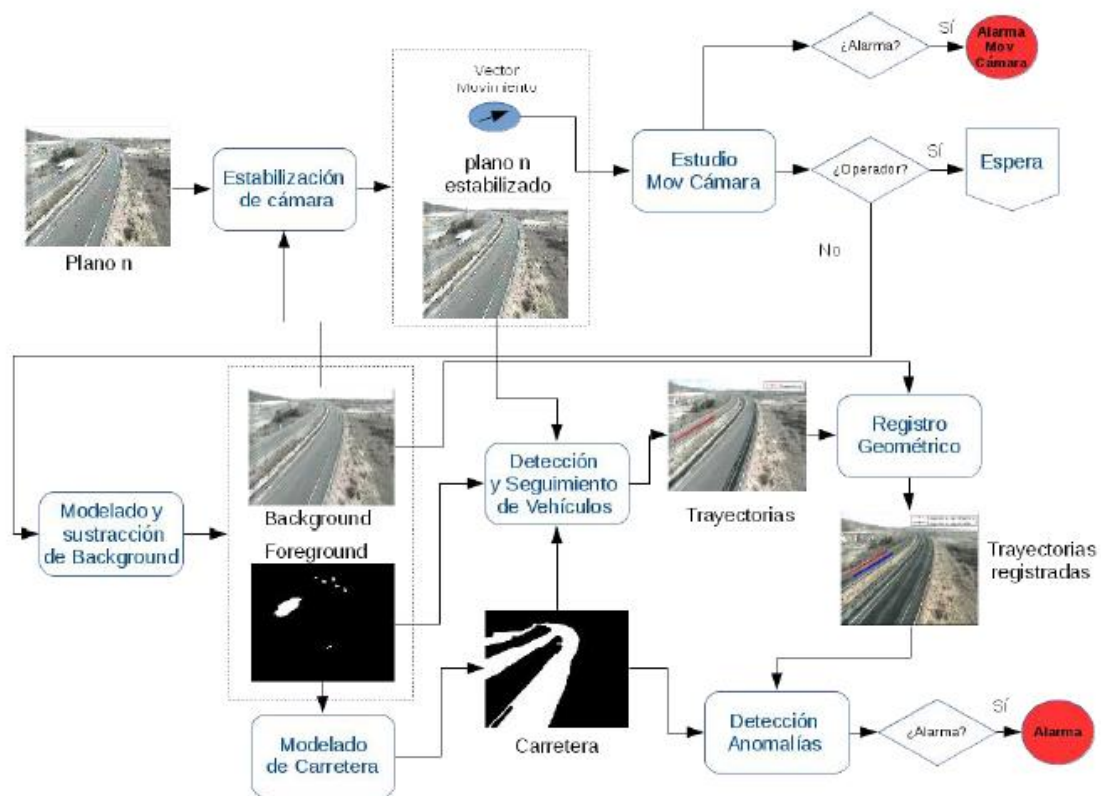 ¿Alarma?
Sí
Alarma
Mov
Cámara
Vector
Movimiento
Plano n
Estabilización
de cámara
plano n
estabilizado
Estudio
Mov Cámara
¿Operador?
Sí
Espera
No
Modelado y
sustracción
de Background
Background
Foreground
Detección
y Seguimiento
de Vehículos
Trayectorias
Registro
Geométrico
Trayectorias
registradas
Modelado
de Carretera
Carretera
Detección
Anomalías
¿Alarma?
Sí
Alarma